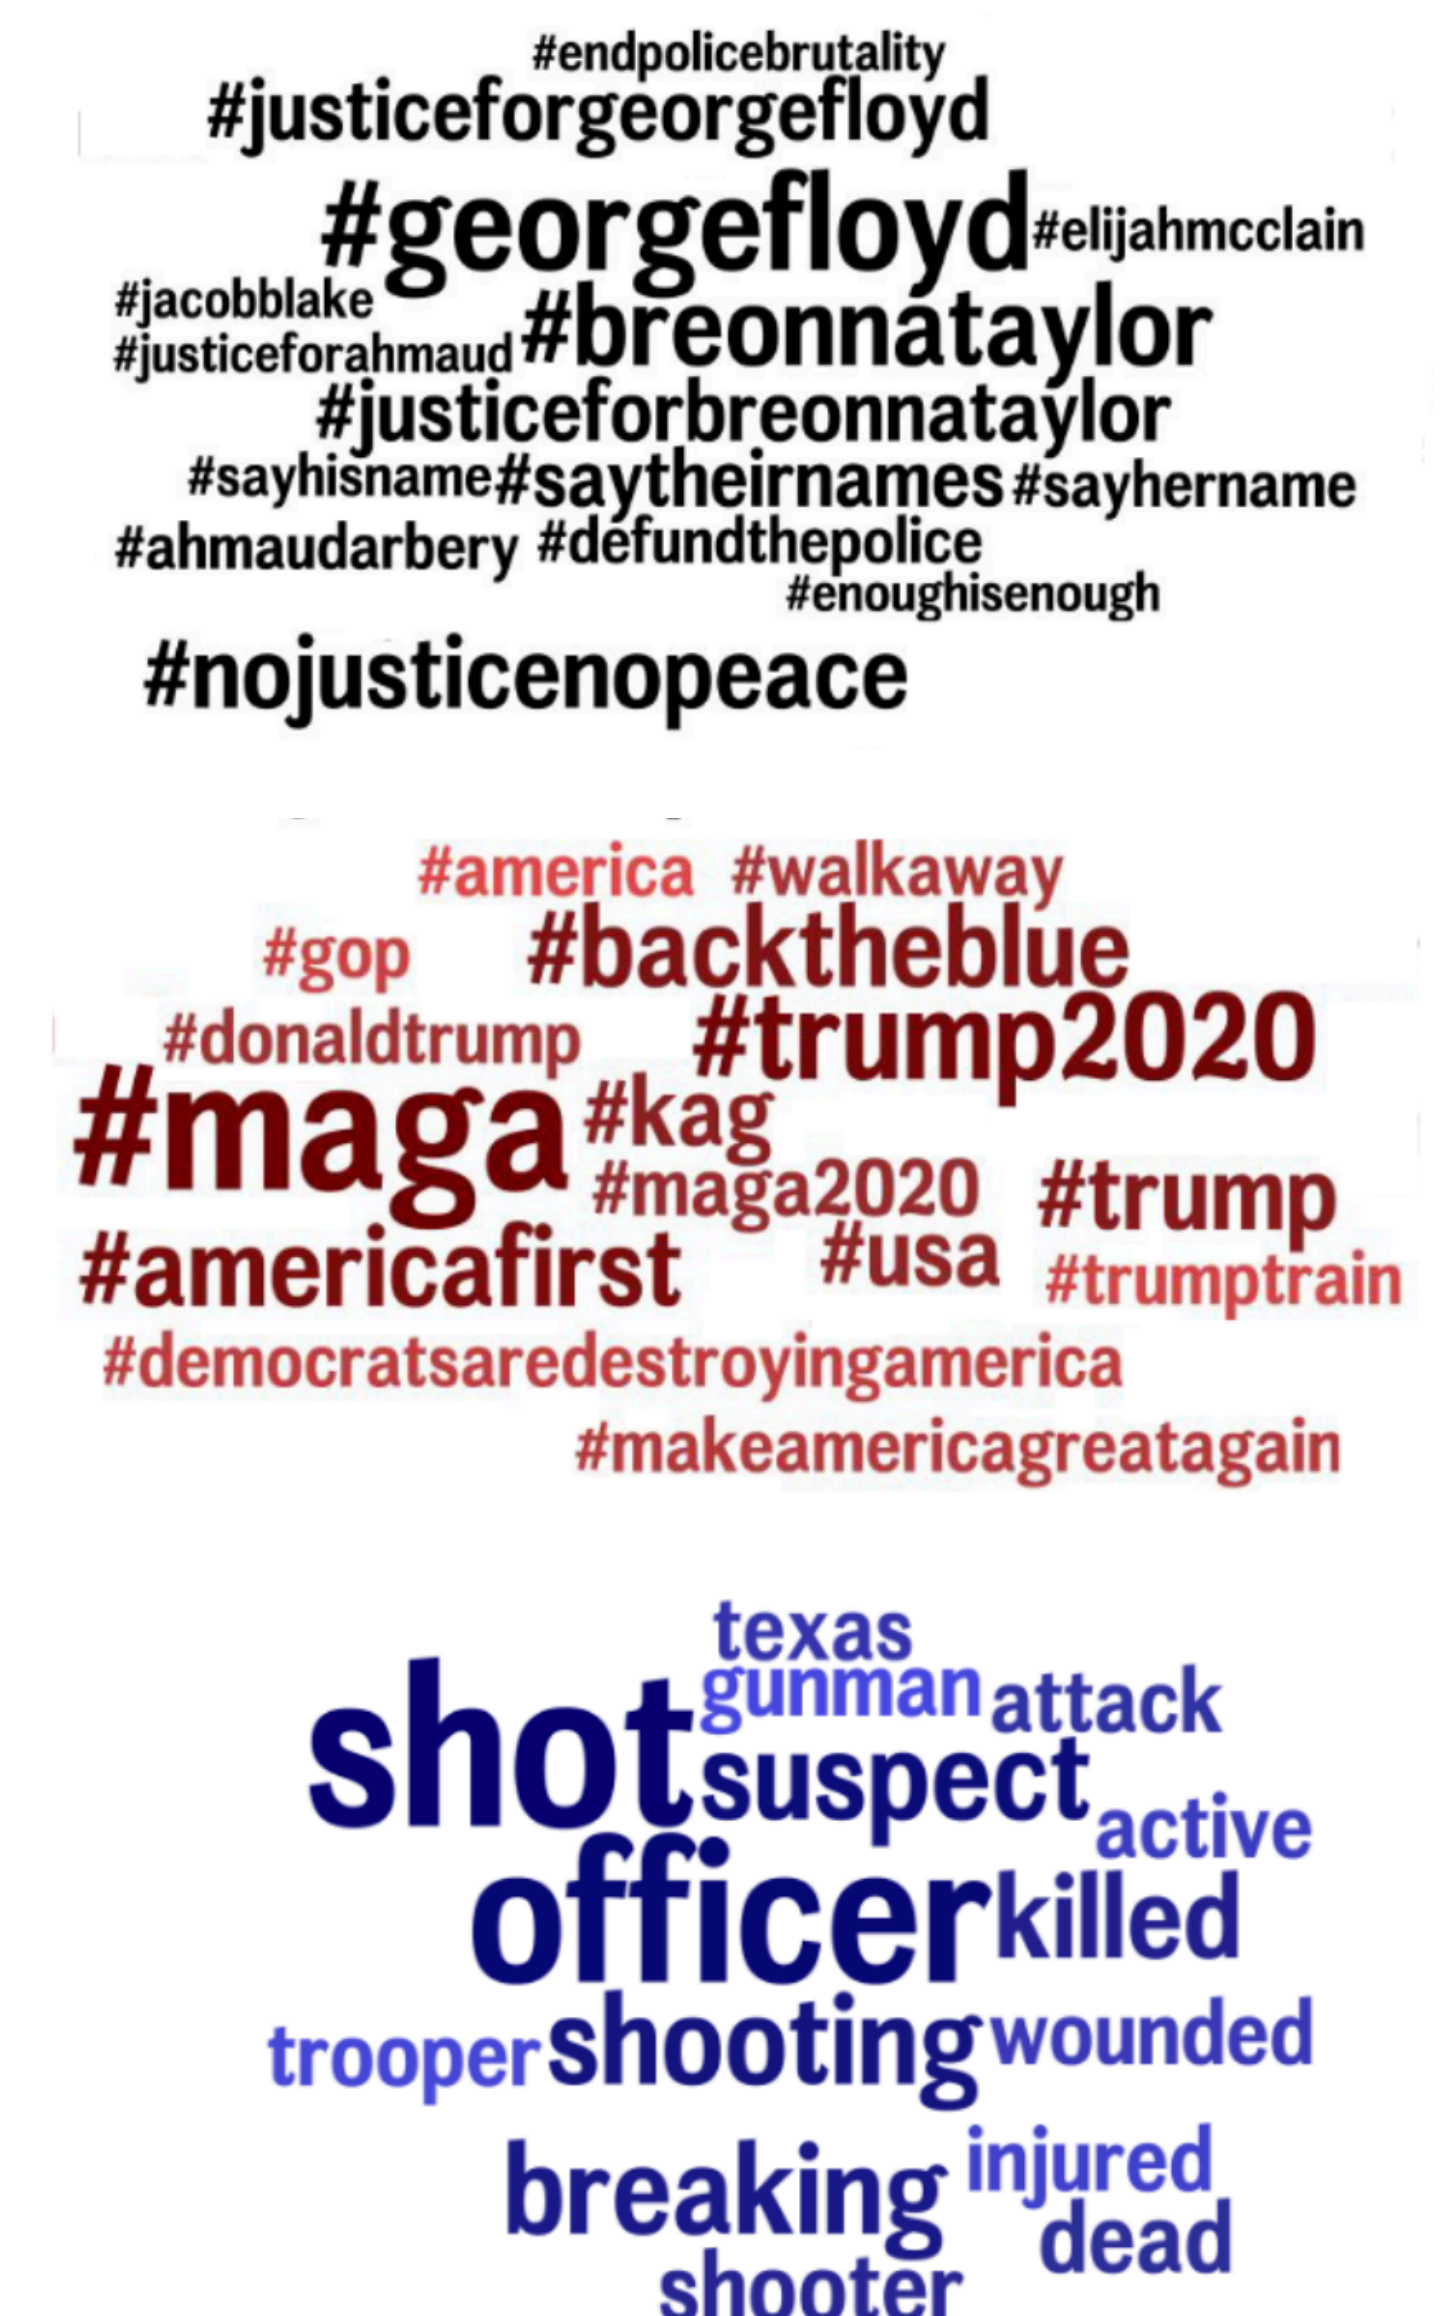 #endpolicebrutality
#justiceforgeorgefloyd
#georgefloyd #elijahmcclain
#jacobblake
#breonnataylor
#justiceforahmaud
#justiceforbreonnataylor
#sayhisname #saytheirnames #sayhername
#ahmaudarbery #defundthepolice
#enoughisenough
#nojusticenopeace
#america #walkaway
#gop #backtheblue
#donaldtrump #trump2020
#maga #kag
#maga2020 #trump
#americafirst #usa
#trumptrain
#democratsaredestroyingamerica
#makeamericagreatagain
texas
gunman attack
shot suspect
active
officer killed
trooper shooting wounded
injured
breaking
dead
shooter